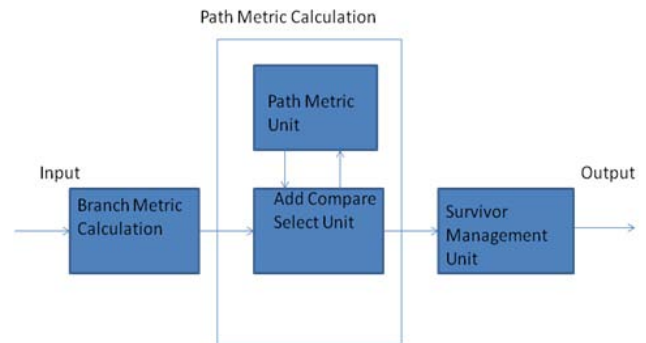 Path Metric Calculation
Path Metric
Unit
Input
Output
Branch Metric
Calculation
Add Compare
Select Unit
Survivor
Management
Unit